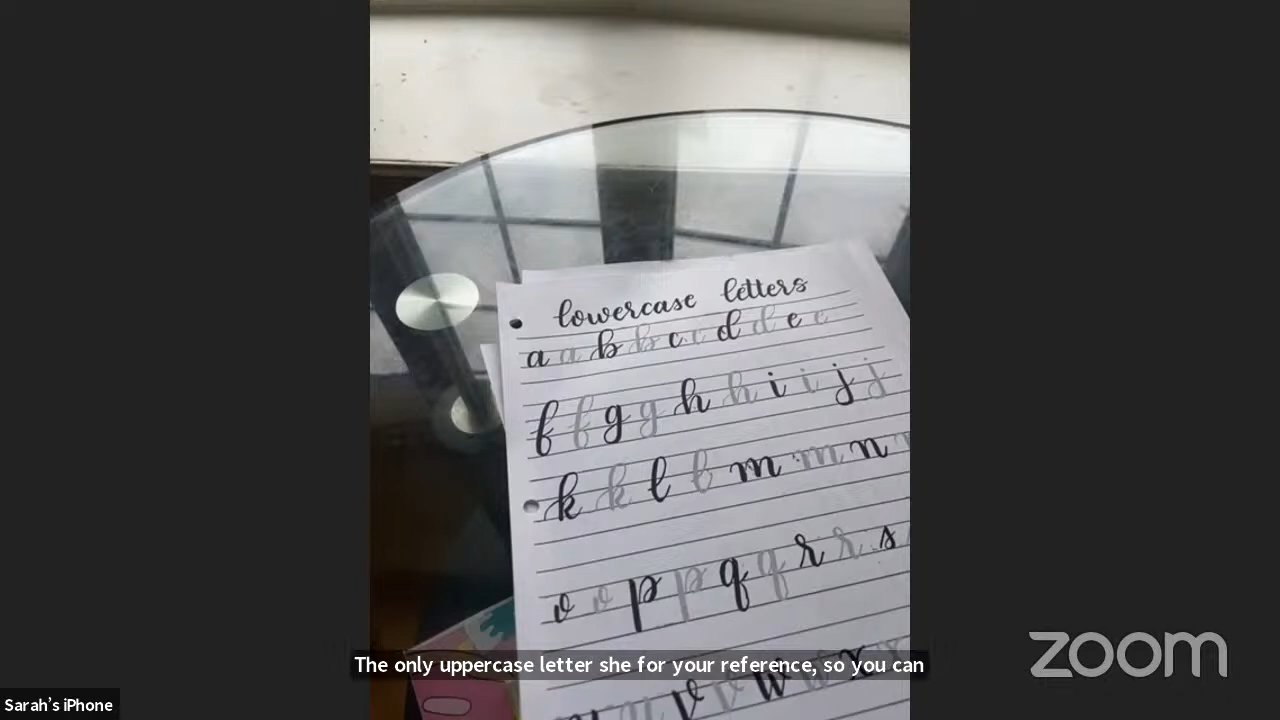 lowercase letters
a a b b c c d d e e
f f g g h h i i j j
k k l l m m n n
o o p p q q r r s
v v w w x
The only uppercase letter she for your reference, so you can
Sarah's iPhone
zoom